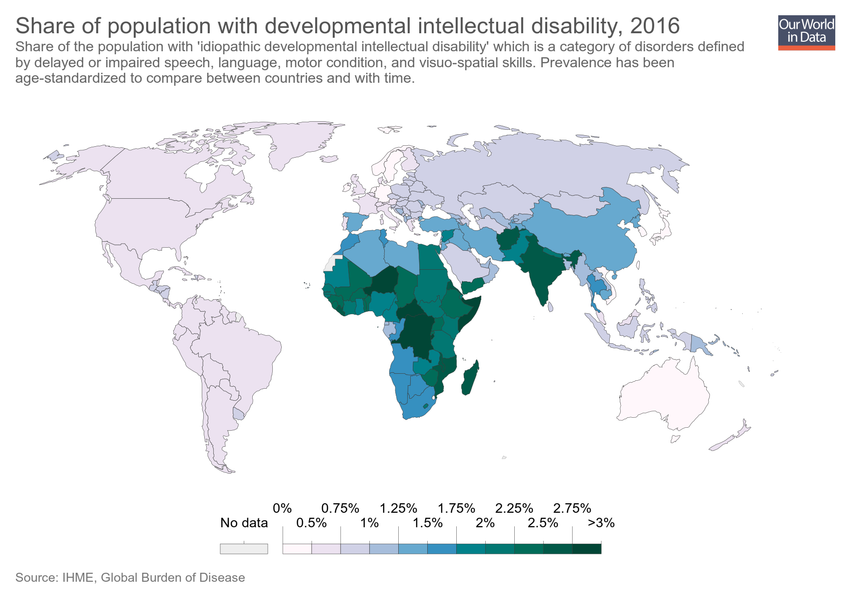 Share of population with developmental intellectual disability, 2016
Our World
in Data
Share of the population with 'idiopathic developmental intellectual disability' which is a category of disorders defined
by delayed or impaired speech, language, motor condition, and visuo-spatial skills. Prevalence has been
age-standardized to compare between countries and with time.
0% 0.75% 1.25% 1.75% 2.25% 2.75%
No data 0.5% 1% 1.5% 2% 2.5% >3%
Source: IHME, Global Burden of Disease